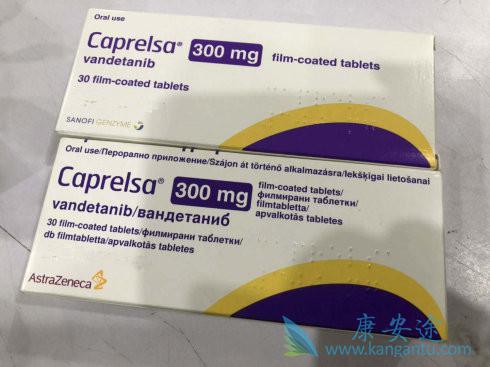 Oral use
Caprelsa® 300 mg film-coated tablets
vandetanib
30 film-coated tablets
SANOFI GENZYME
Oral use/Перорално приложение/Szájon át történő alkalmazásra/Iekšķīgai lietošanai
Caprelsa® 300 mg film-coated tablets/
филмирани таблетки/
filmtabletta/
apvalkotās tabletes
vandetanib/вандетаниб
30 film-coated tablets/филмирани таблетки/
db filmtabletta/apvalkotās tabletes
AstraZeneca
康安途
www.kangantu.com